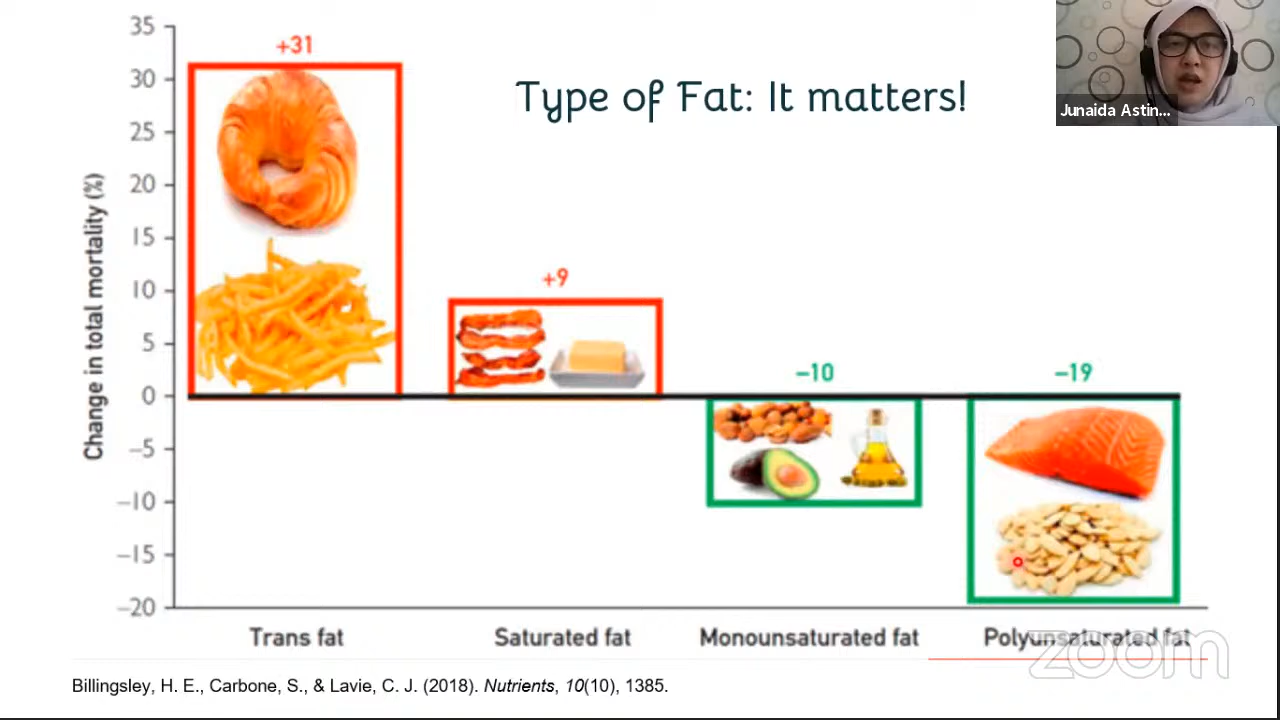 Type of Fat: It matters!
Junaida Astin...
Change in total mortality (%)
35
30
25
20
15
10
5
0
−5
−10
−15
−20
+31
+9
−10
−19
Trans fat
Saturated fat
Monounsaturated fat
Polyunsaturated fat
zoom
Billingsley, H. E., Carbone, S., & Lavie, C. J. (2018). Nutrients, 10(10), 1385.